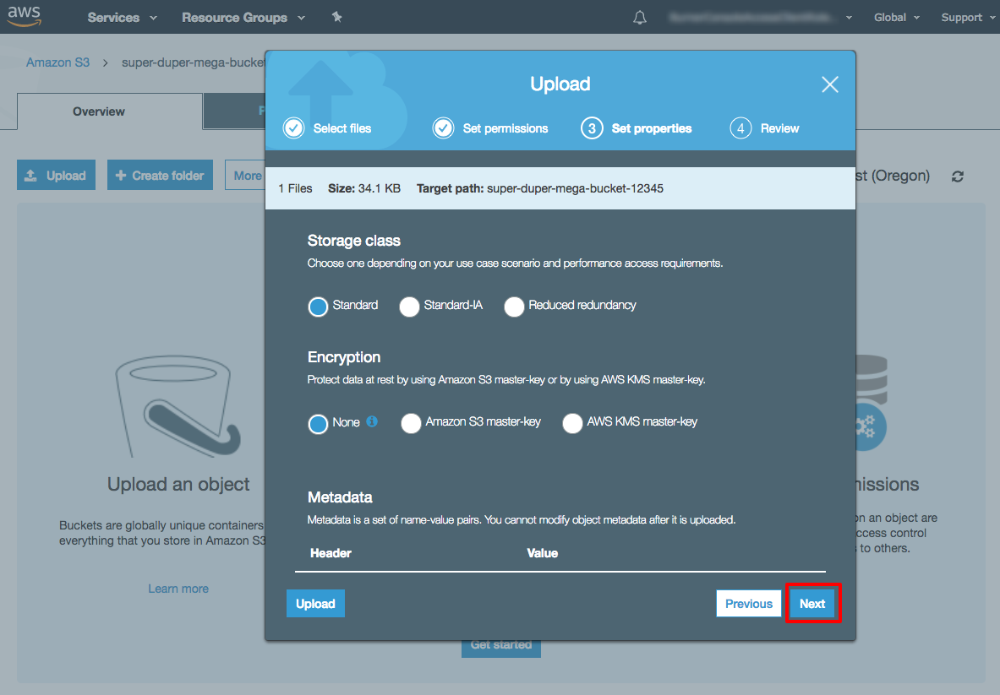 aws
Services
Resource Groups
Global
Support
Amazon S3 > super-duper-mega-bucket
Overview
P
Upload
Create folder
More
st (Oregon)
Upload
Select files
Set permissions
3 Set properties
4 Review
1 Files Size: 34.1 KB Target path: super-duper-mega-bucket-12345
Storage class
Choose one depending on your use case scenario and performance access requirements.
Standard Standard-IA Reduced redundancy
Encryption
Protect data at rest by using Amazon S3 master-key or by using AWS KMS master-key.
None Amazon S3 master-key AWS KMS master-key
Metadata
Metadata is a set of name-value pairs. You cannot modify object metadata after it is uploaded.
Header Value
Upload Previous Next
Upload an object
Buckets are globally unique containers
everything that you store in Amazon S3
Learn more
nissions
on an object are
ccess control
s to others.
Get started